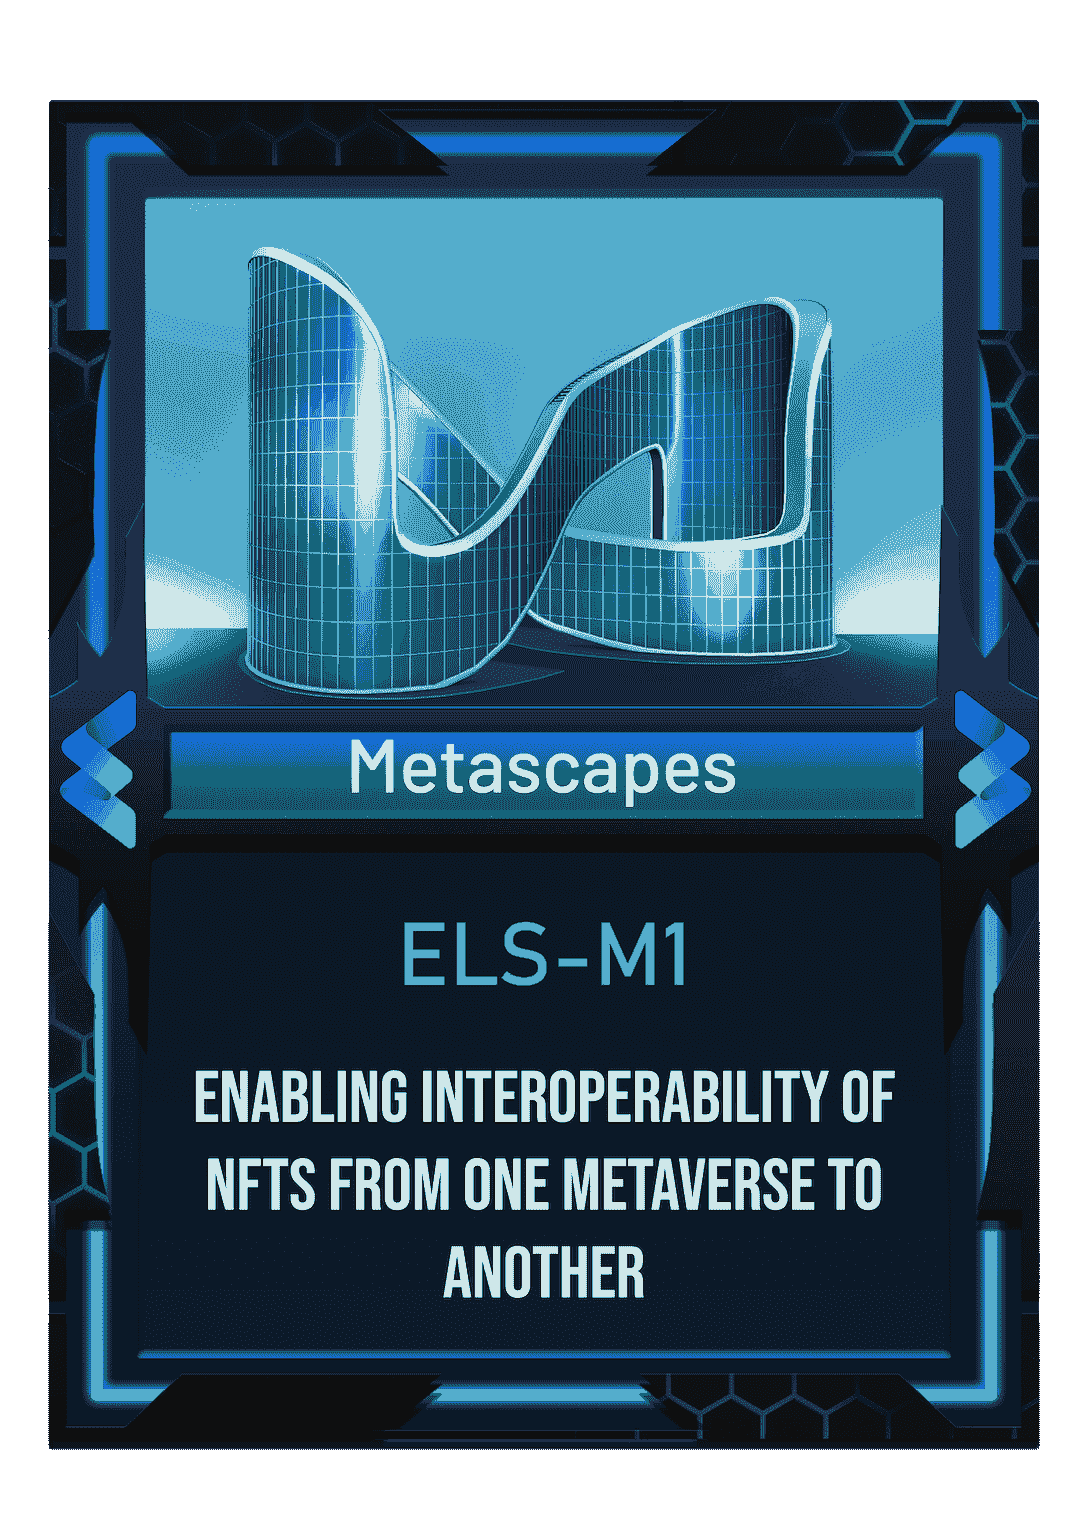 Metascapes
ELS-M1
ENABLING INTEROPERABILITY OF
NFTS FROM ONE METAVERSE TO
ANOTHER